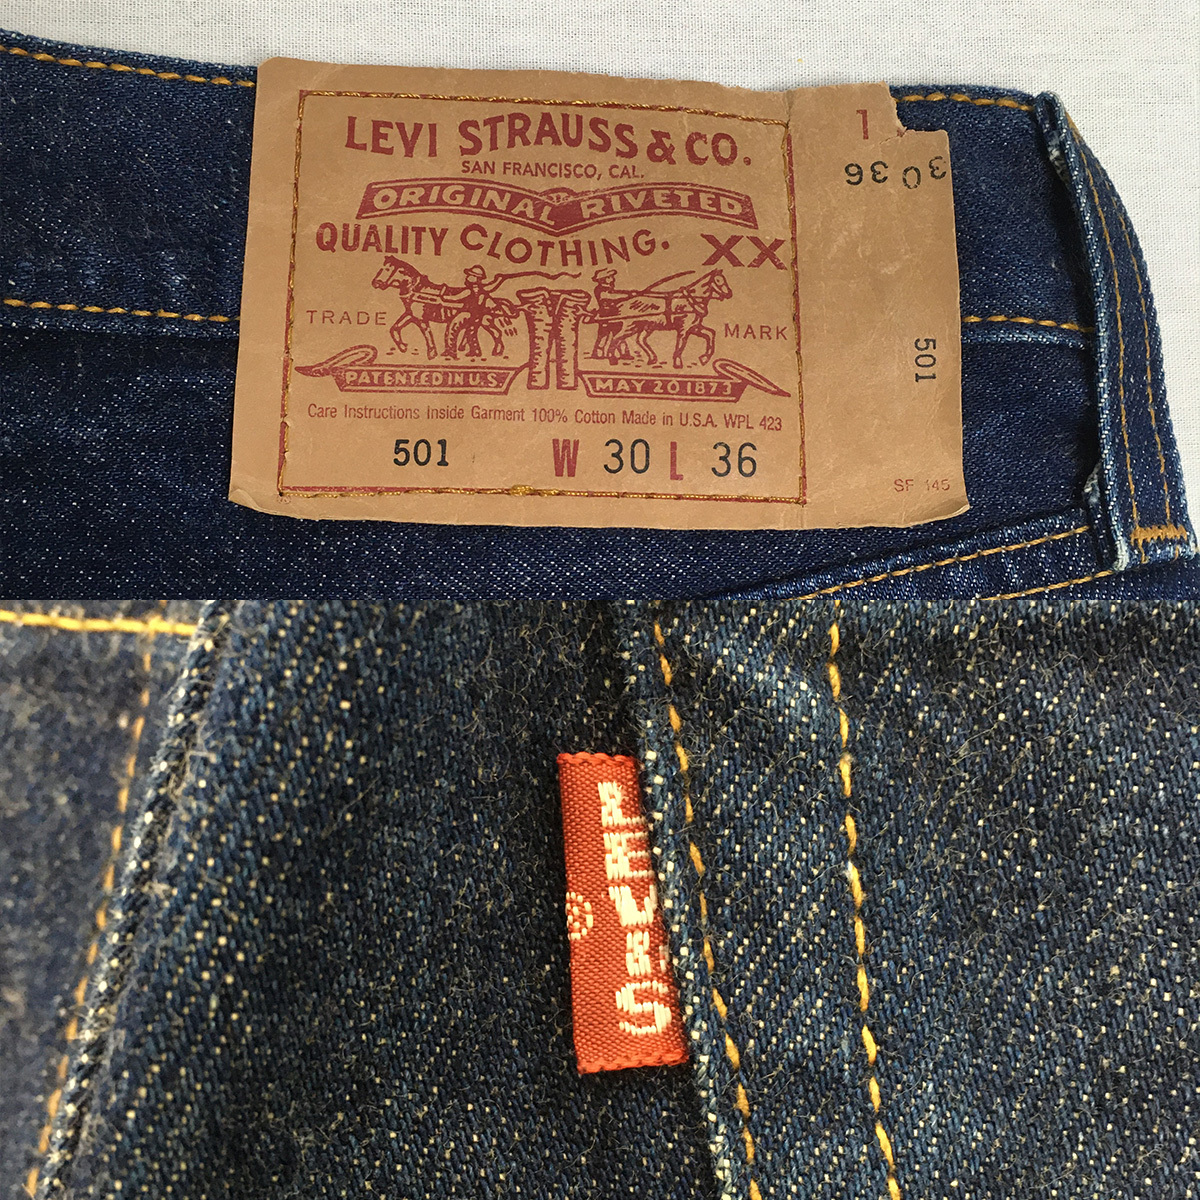 LEVI STRAUSS & CO.
SAN FRANCISCO, CAL.
ORIGINAL RIVETED
QUALITY CLOTHING. XX
TRADE MARK
PATENTED IN U.S. MAY 20 1873
Care Instructions Inside Garment 100% Cotton Made in U.S.A. WPL 423
501 W 30 L 36
1
30 36
501
SF 145
®